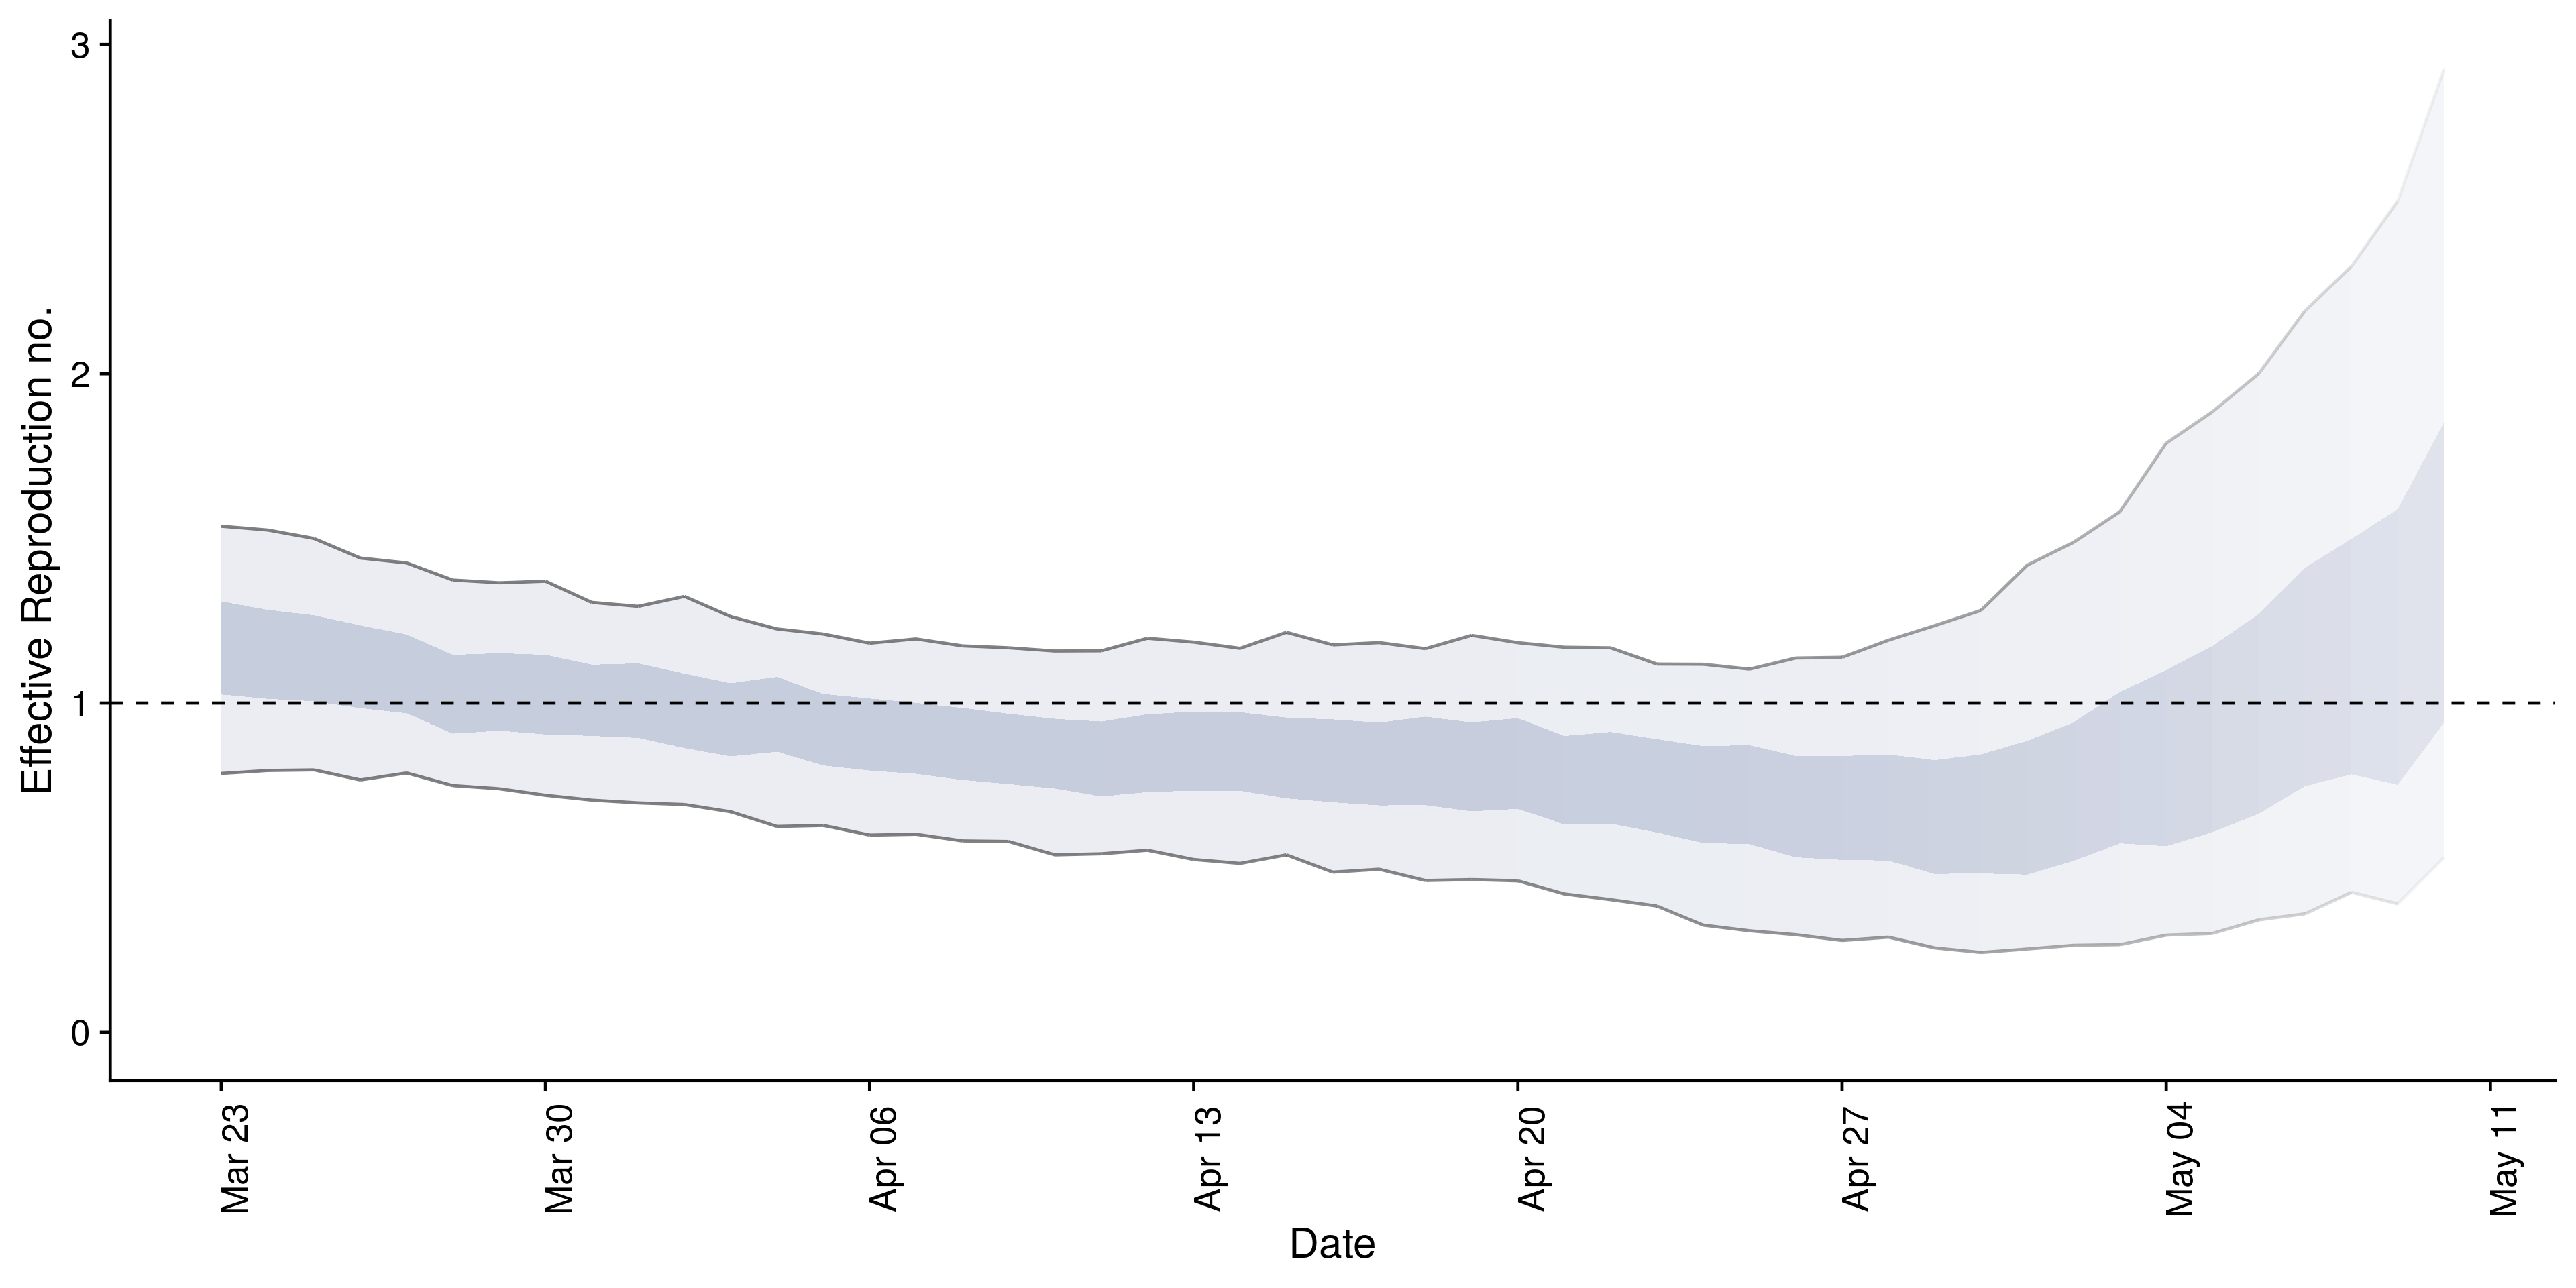 Effective Reproduction no.
3
2
1
0
Mar 23
Mar 30
Apr 06
Apr 13
Apr 20
Apr 27
May 04
May 11
Date